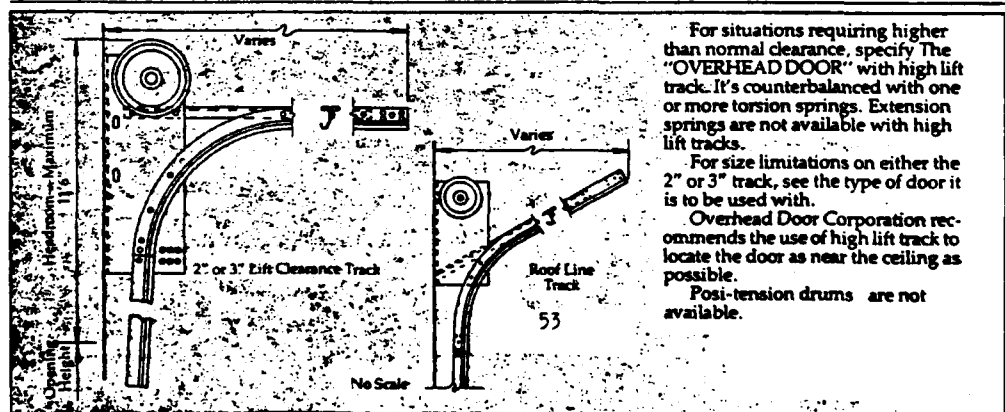 Varies
Headroom — Maximum
11'6"
Opening
Height
2" or 3" Lift Clearance Track
No Scale
Varies
Roof Line
Track
53
For situations requiring higher
than normal clearance, specify The
"OVERHEAD DOOR" with high lift
track. It's counterbalanced with one
or more torsion springs. Extension
springs are not available with high
lift tracks.
For size limitations on either the
2" or 3" track, see the type of door it
is to be used with.
Overhead Door Corporation rec-
ommends the use of high lift track to
locate the door as near the ceiling as
possible.
Posi-tension drums are not
available.